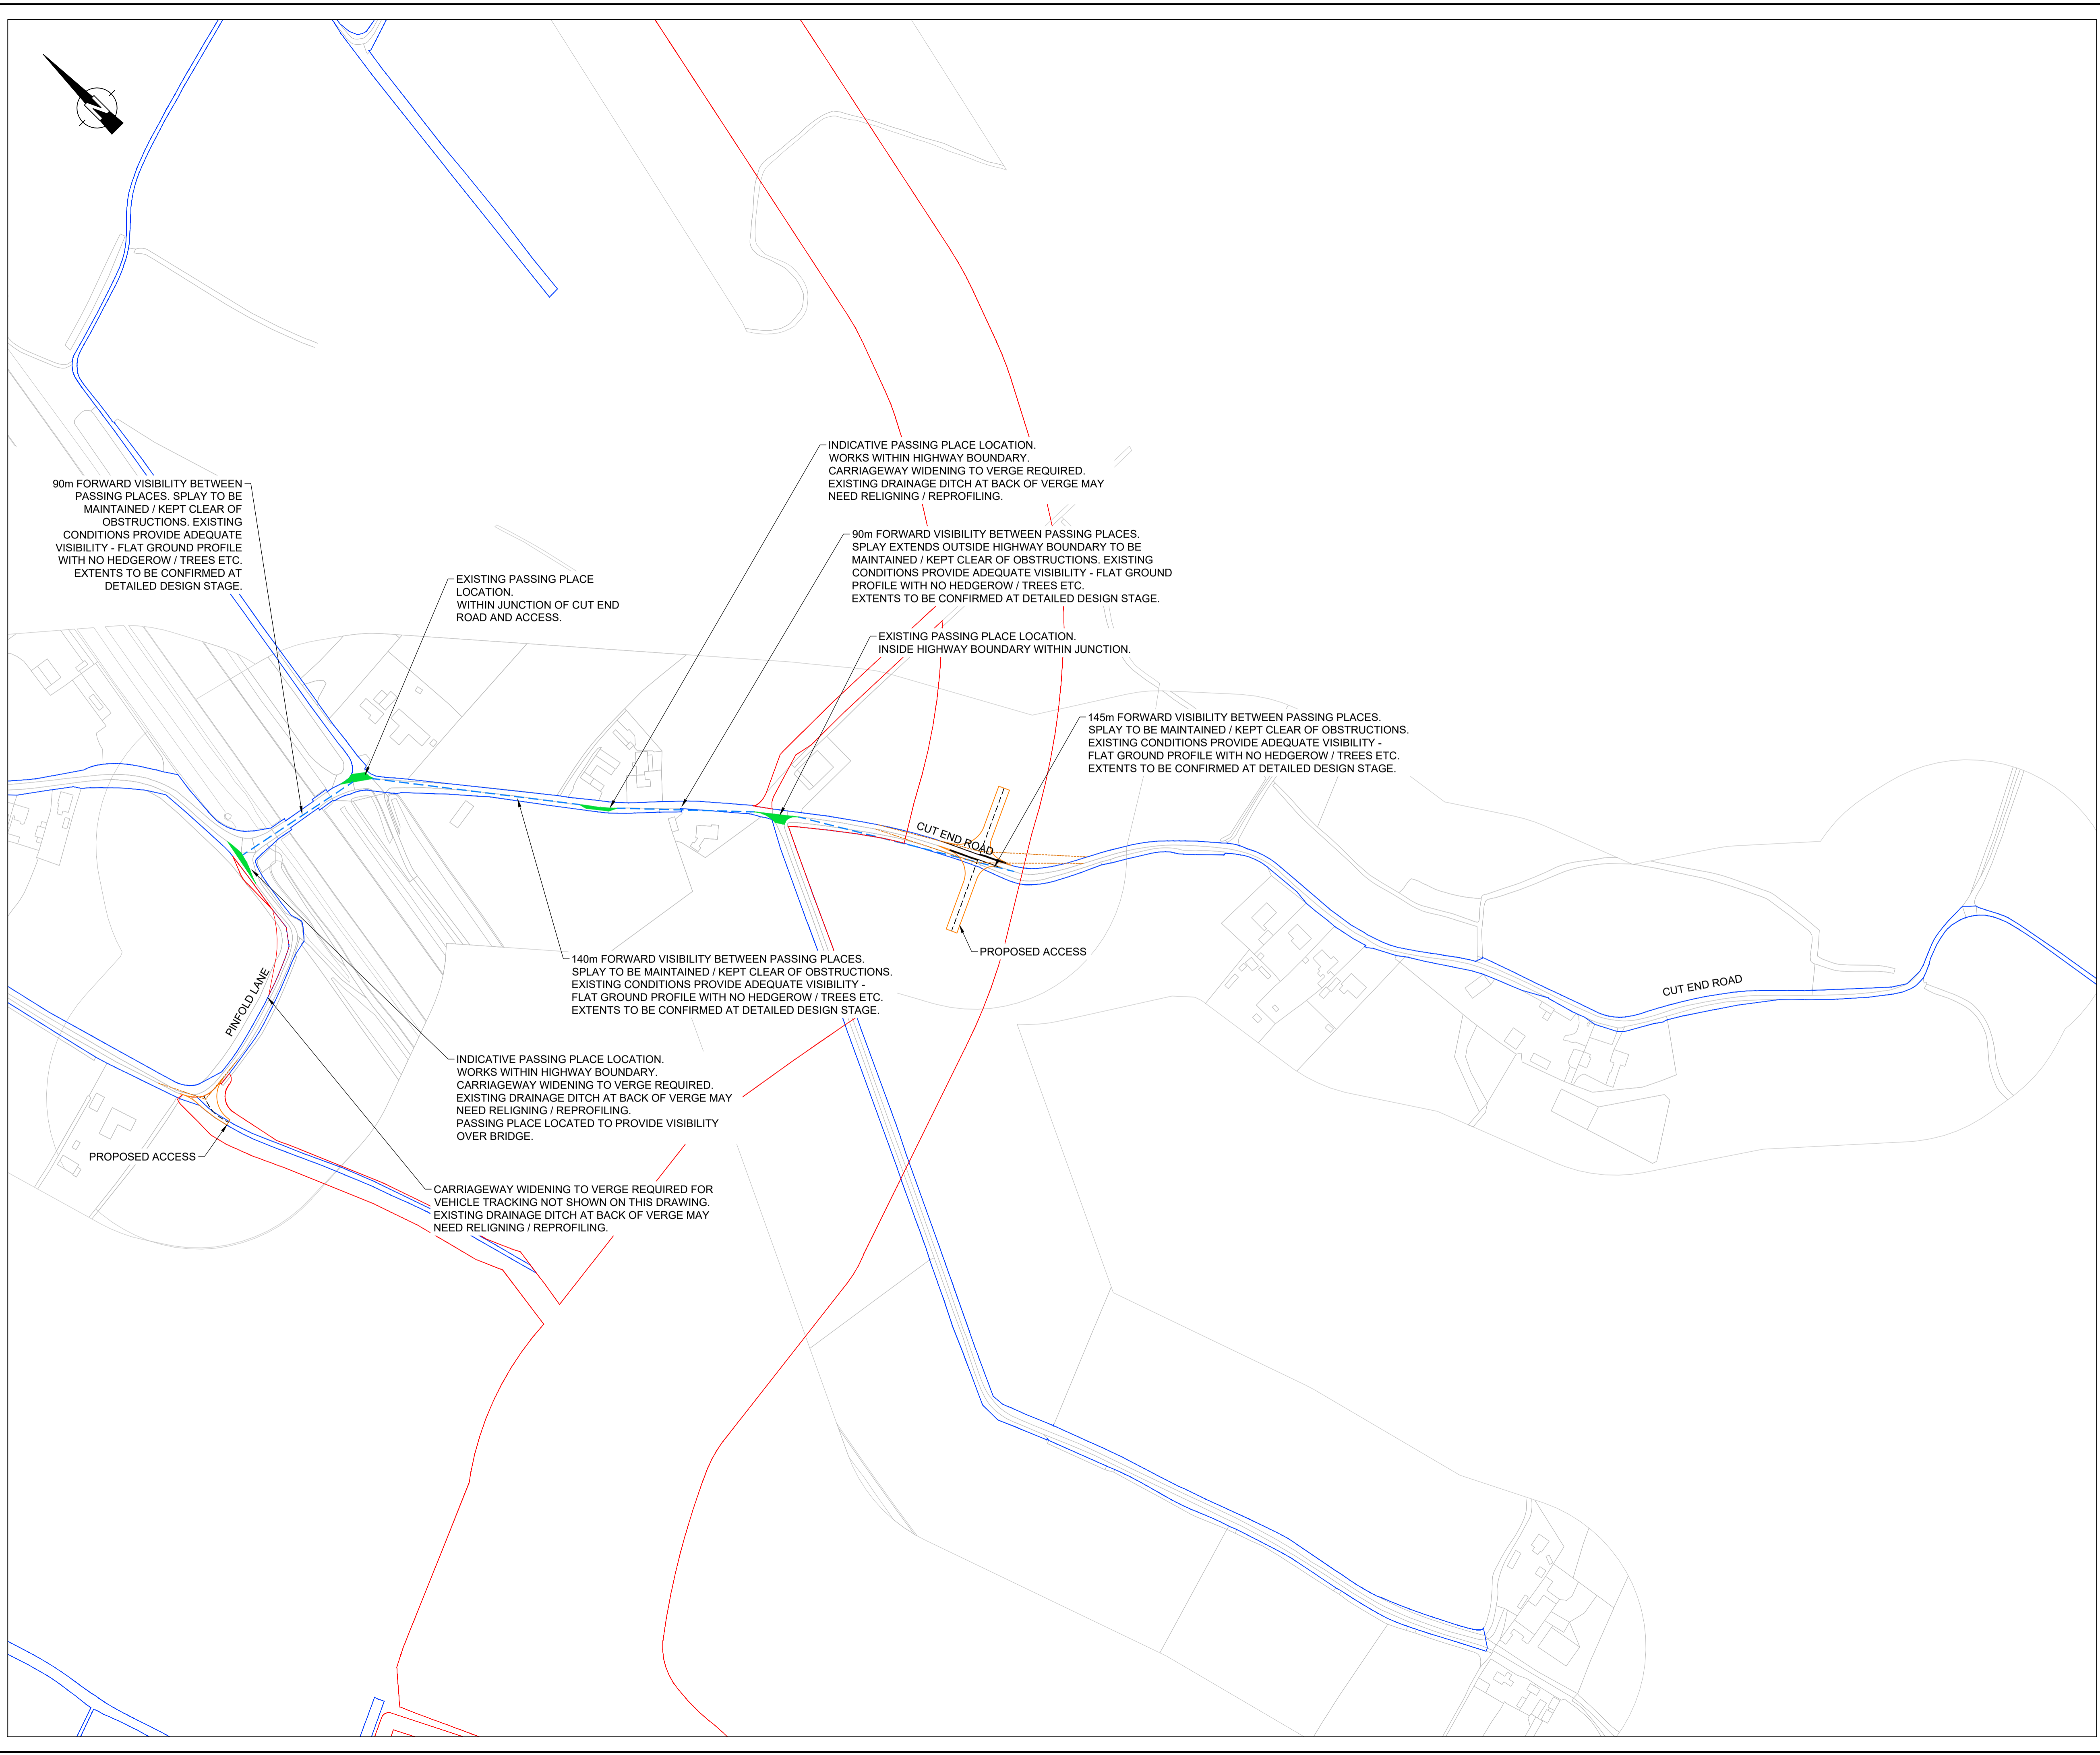 N
INDICATIVE PASSING PLACE LOCATION.
WORKS WITHIN HIGHWAY BOUNDARY.
CARRIAGEWAY WIDENING TO VERGE REQUIRED.
EXISTING DRAINAGE DITCH AT BACK OF VERGE MAY
NEED RELIGNING / REPROFILING.
90m FORWARD VISIBILITY BETWEEN
PASSING PLACES. SPLAY TO BE
MAINTAINED / KEPT CLEAR OF
OBSTRUCTIONS. EXISTING
CONDITIONS PROVIDE ADEQUATE
VISIBILITY - FLAT GROUND PROFILE
WITH NO HEDGEROW / TREES ETC.
EXTENTS TO BE CONFIRMED AT
DETAILED DESIGN STAGE.
90m FORWARD VISIBILITY BETWEEN PASSING PLACES.
SPLAY EXTENDS OUTSIDE HIGHWAY BOUNDARY TO BE
MAINTAINED / KEPT CLEAR OF OBSTRUCTIONS. EXISTING
CONDITIONS PROVIDE ADEQUATE VISIBILITY - FLAT GROUND
PROFILE WITH NO HEDGEROW / TREES ETC.
EXTENTS TO BE CONFIRMED AT DETAILED DESIGN STAGE.
EXISTING PASSING PLACE
LOCATION.
WITHIN JUNCTION OF CUT END
ROAD AND ACCESS.
EXISTING PASSING PLACE LOCATION.
INSIDE HIGHWAY BOUNDARY WITHIN JUNCTION.
145m FORWARD VISIBILITY BETWEEN PASSING PLACES.
SPLAY TO BE MAINTAINED / KEPT CLEAR OF OBSTRUCTIONS.
EXISTING CONDITIONS PROVIDE ADEQUATE VISIBILITY -
FLAT GROUND PROFILE WITH NO HEDGEROW / TREES ETC.
EXTENTS TO BE CONFIRMED AT DETAILED DESIGN STAGE.
CUT END ROAD
PROPOSED ACCESS
140m FORWARD VISIBILITY BETWEEN PASSING PLACES.
SPLAY TO BE MAINTAINED / KEPT CLEAR OF OBSTRUCTIONS.
EXISTING CONDITIONS PROVIDE ADEQUATE VISIBILITY -
FLAT GROUND PROFILE WITH NO HEDGEROW / TREES ETC.
EXTENTS TO BE CONFIRMED AT DETAILED DESIGN STAGE.
CUT END ROAD
PINFOLD LANE
INDICATIVE PASSING PLACE LOCATION.
WORKS WITHIN HIGHWAY BOUNDARY.
CARRIAGEWAY WIDENING TO VERGE REQUIRED.
EXISTING DRAINAGE DITCH AT BACK OF VERGE MAY
NEED RELIGNING / REPROFILING.
PASSING PLACE LOCATED TO PROVIDE VISIBILITY
OVER BRIDGE.
PROPOSED ACCESS
CARRIAGEWAY WIDENING TO VERGE REQUIRED FOR
VEHICLE TRACKING NOT SHOWN ON THIS DRAWING.
EXISTING DRAINAGE DITCH AT BACK OF VERGE MAY
NEED RELIGNING / REPROFILING.